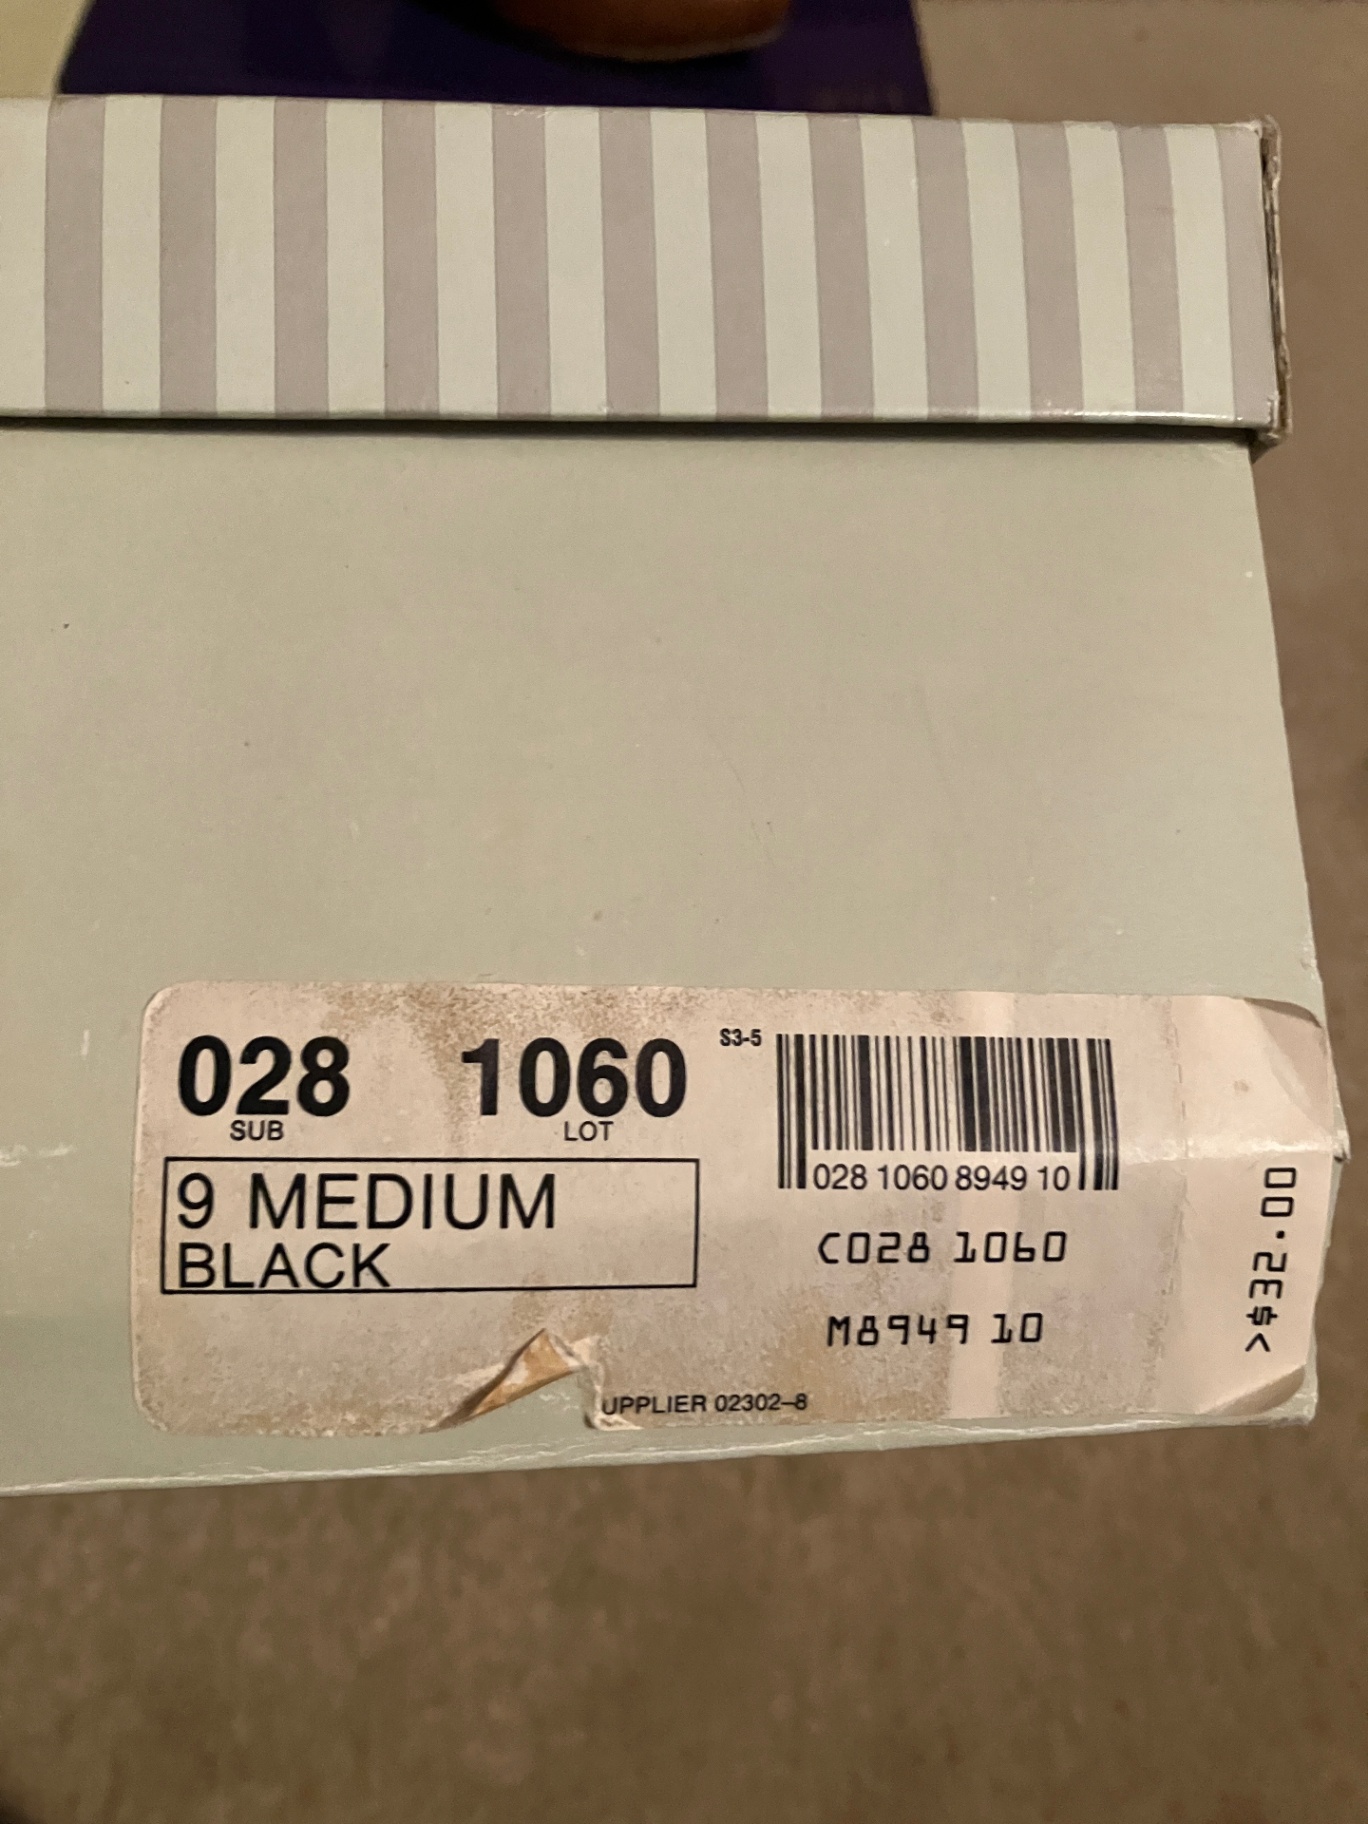 028 1060
SUB LOT
9 MEDIUM
BLACK
S3-5
028 1060 8949 10
C028 1060
M8949 10
UPPLIER 02302-8
>$32.00